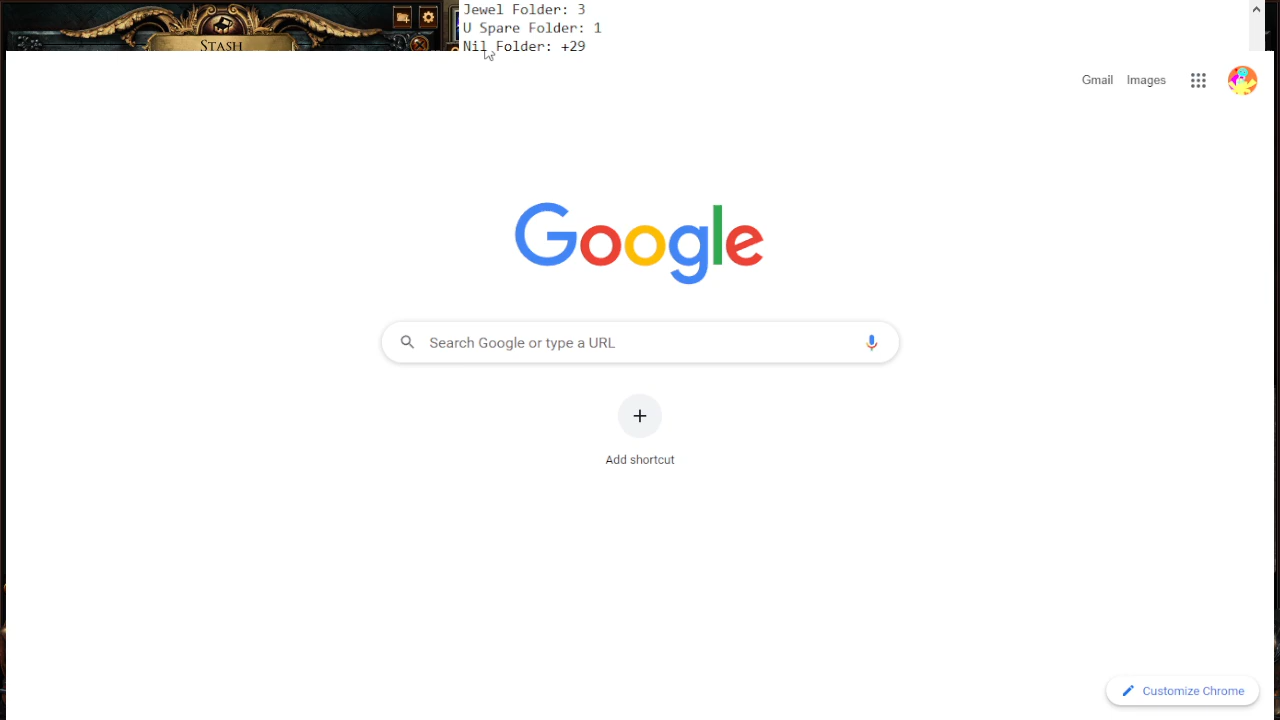 Jewel Folder: 3
U Spare Folder: 1
Nil Folder: +29
STASH
Gmail Images
Google
Search Google or type a URL
Add shortcut
Customize Chrome